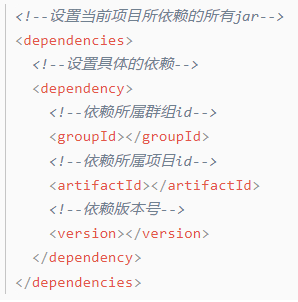 <!--设置当前项目所依赖的所有jar-->
<dependencies>
<!--设置具体的依赖-->
<dependency>
<!--依赖所属群组id-->
<groupId></groupId>
<!--依赖所属项目id-->
<artifactId></artifactId>
<!--依赖版本号-->
<version></version>
</dependency>
</dependencies>